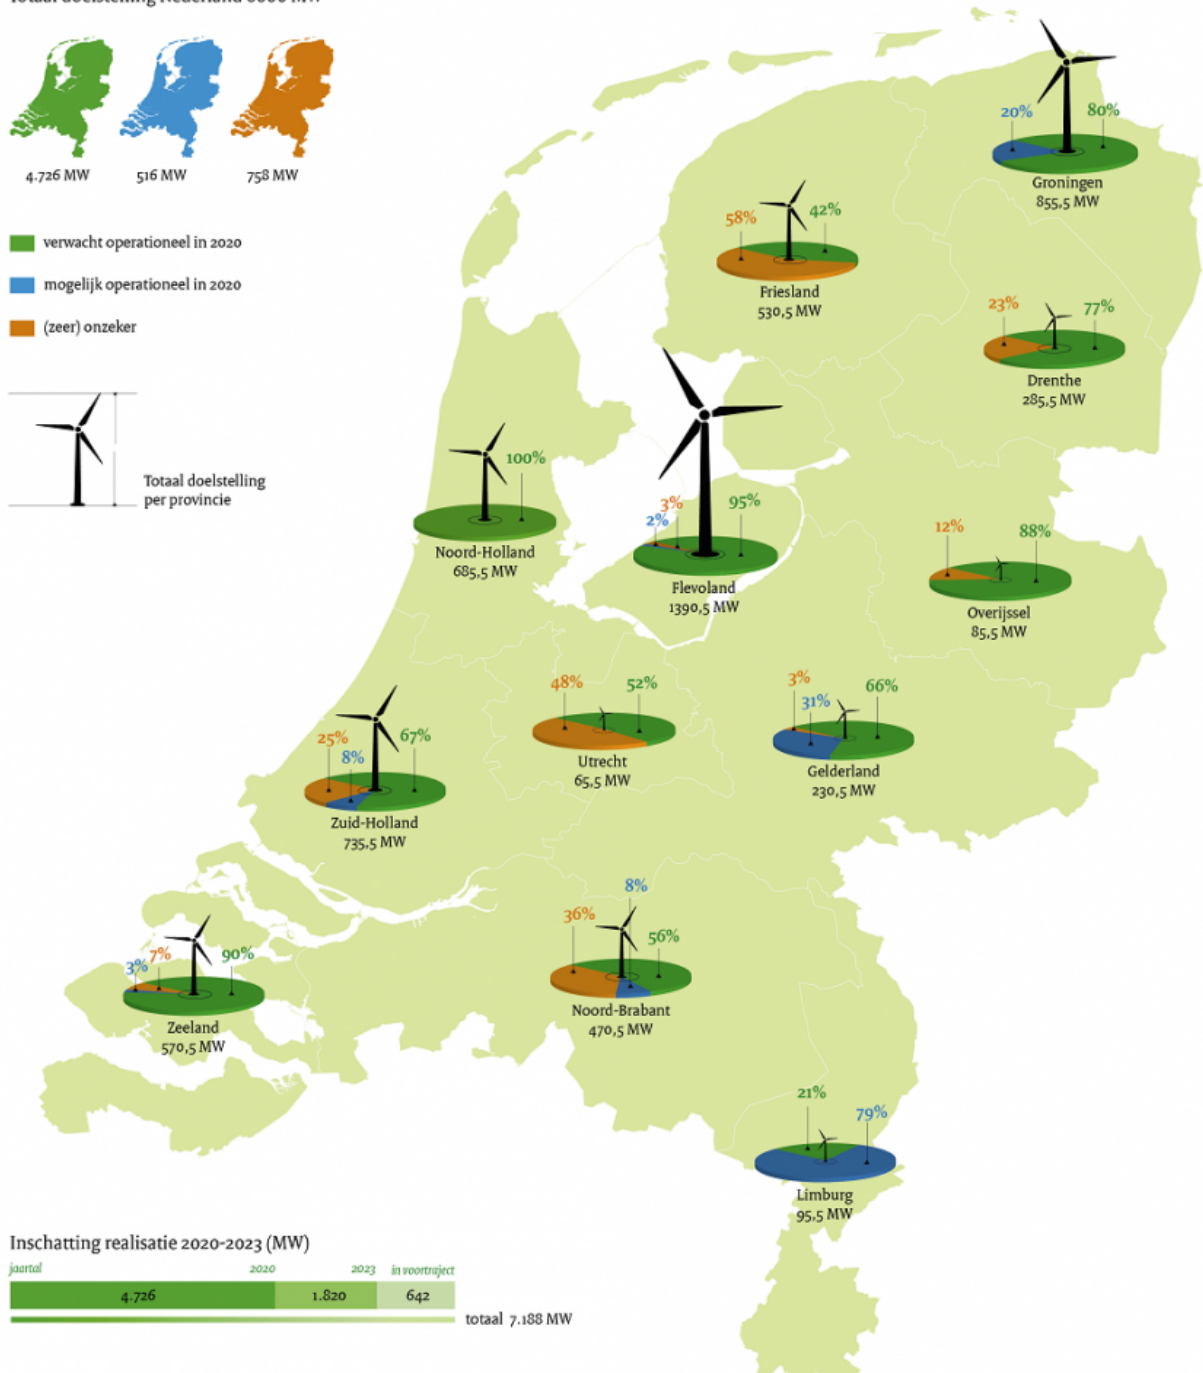 Totaal doelstelling Nederland 6000 MW
4.726 MW
516 MW
758 MW
verwacht operationeel in 2020
mogelijk operationeel in 2020
(zeer) onzeker
Totaal doelstelling
per provincie
20%
80%
Groningen
855,5 MW
58%
42%
Friesland
530,5 MW
23%
77%
Drenthe
285,5 MW
100%
Noord-Holland
685,5 MW
3%
2%
95%
Flevoland
1390,5 MW
12%
88%
Overijssel
85,5 MW
48%
52%
Utrecht
65,5 MW
3%
31%
66%
Gelderland
230,5 MW
25%
8%
67%
Zuid-Holland
735,5 MW
8%
36%
56%
Noord-Brabant
470,5 MW
3%
7%
90%
Zeeland
570,5 MW
21%
79%
Limburg
95,5 MW
Inschatting realisatie 2020-2023 (MW)
jaartal 2020 2023 in voortraject
4.726 1.820 642
totaal 7.188 MW